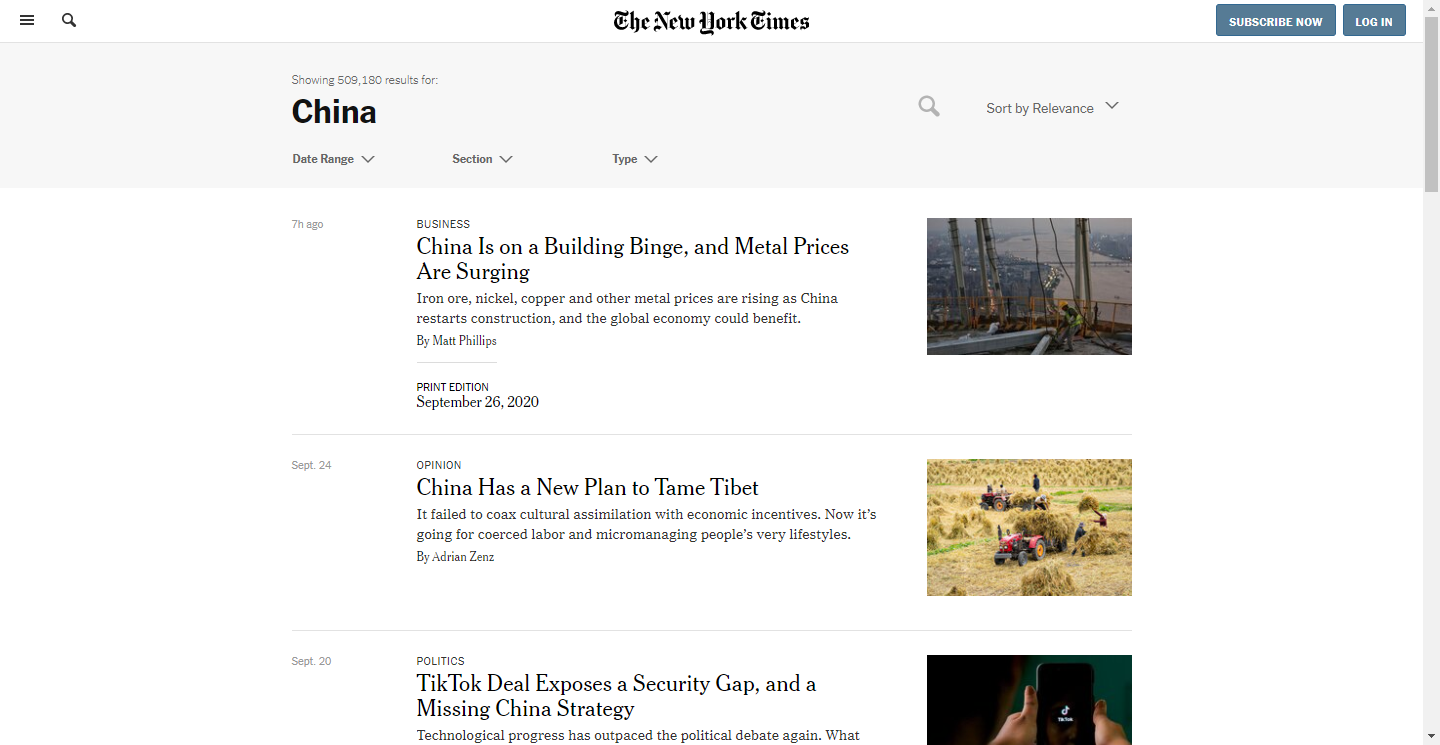 The New York Times
SUBSCRIBE NOW
LOG IN
Showing 509,180 results for:
China
Sort by Relevance
Date Range
Section
Type
7h ago
BUSINESS
China Is on a Building Binge, and Metal Prices
Are Surging
Iron ore, nickel, copper and other metal prices are rising as China
restarts construction, and the global economy could benefit.
By Matt Phillips
PRINT EDITION
September 26, 2020
Sept. 24
OPINION
China Has a New Plan to Tame Tibet
It failed to coax cultural assimilation with economic incentives. Now it’s
going for coerced labor and micromanaging people’s very lifestyles.
By Adrian Zenz
Sept. 20
POLITICS
TikTok Deal Exposes a Security Gap, and a
Missing China Strategy
Technological progress has outpaced the political debate again. What
TikTok